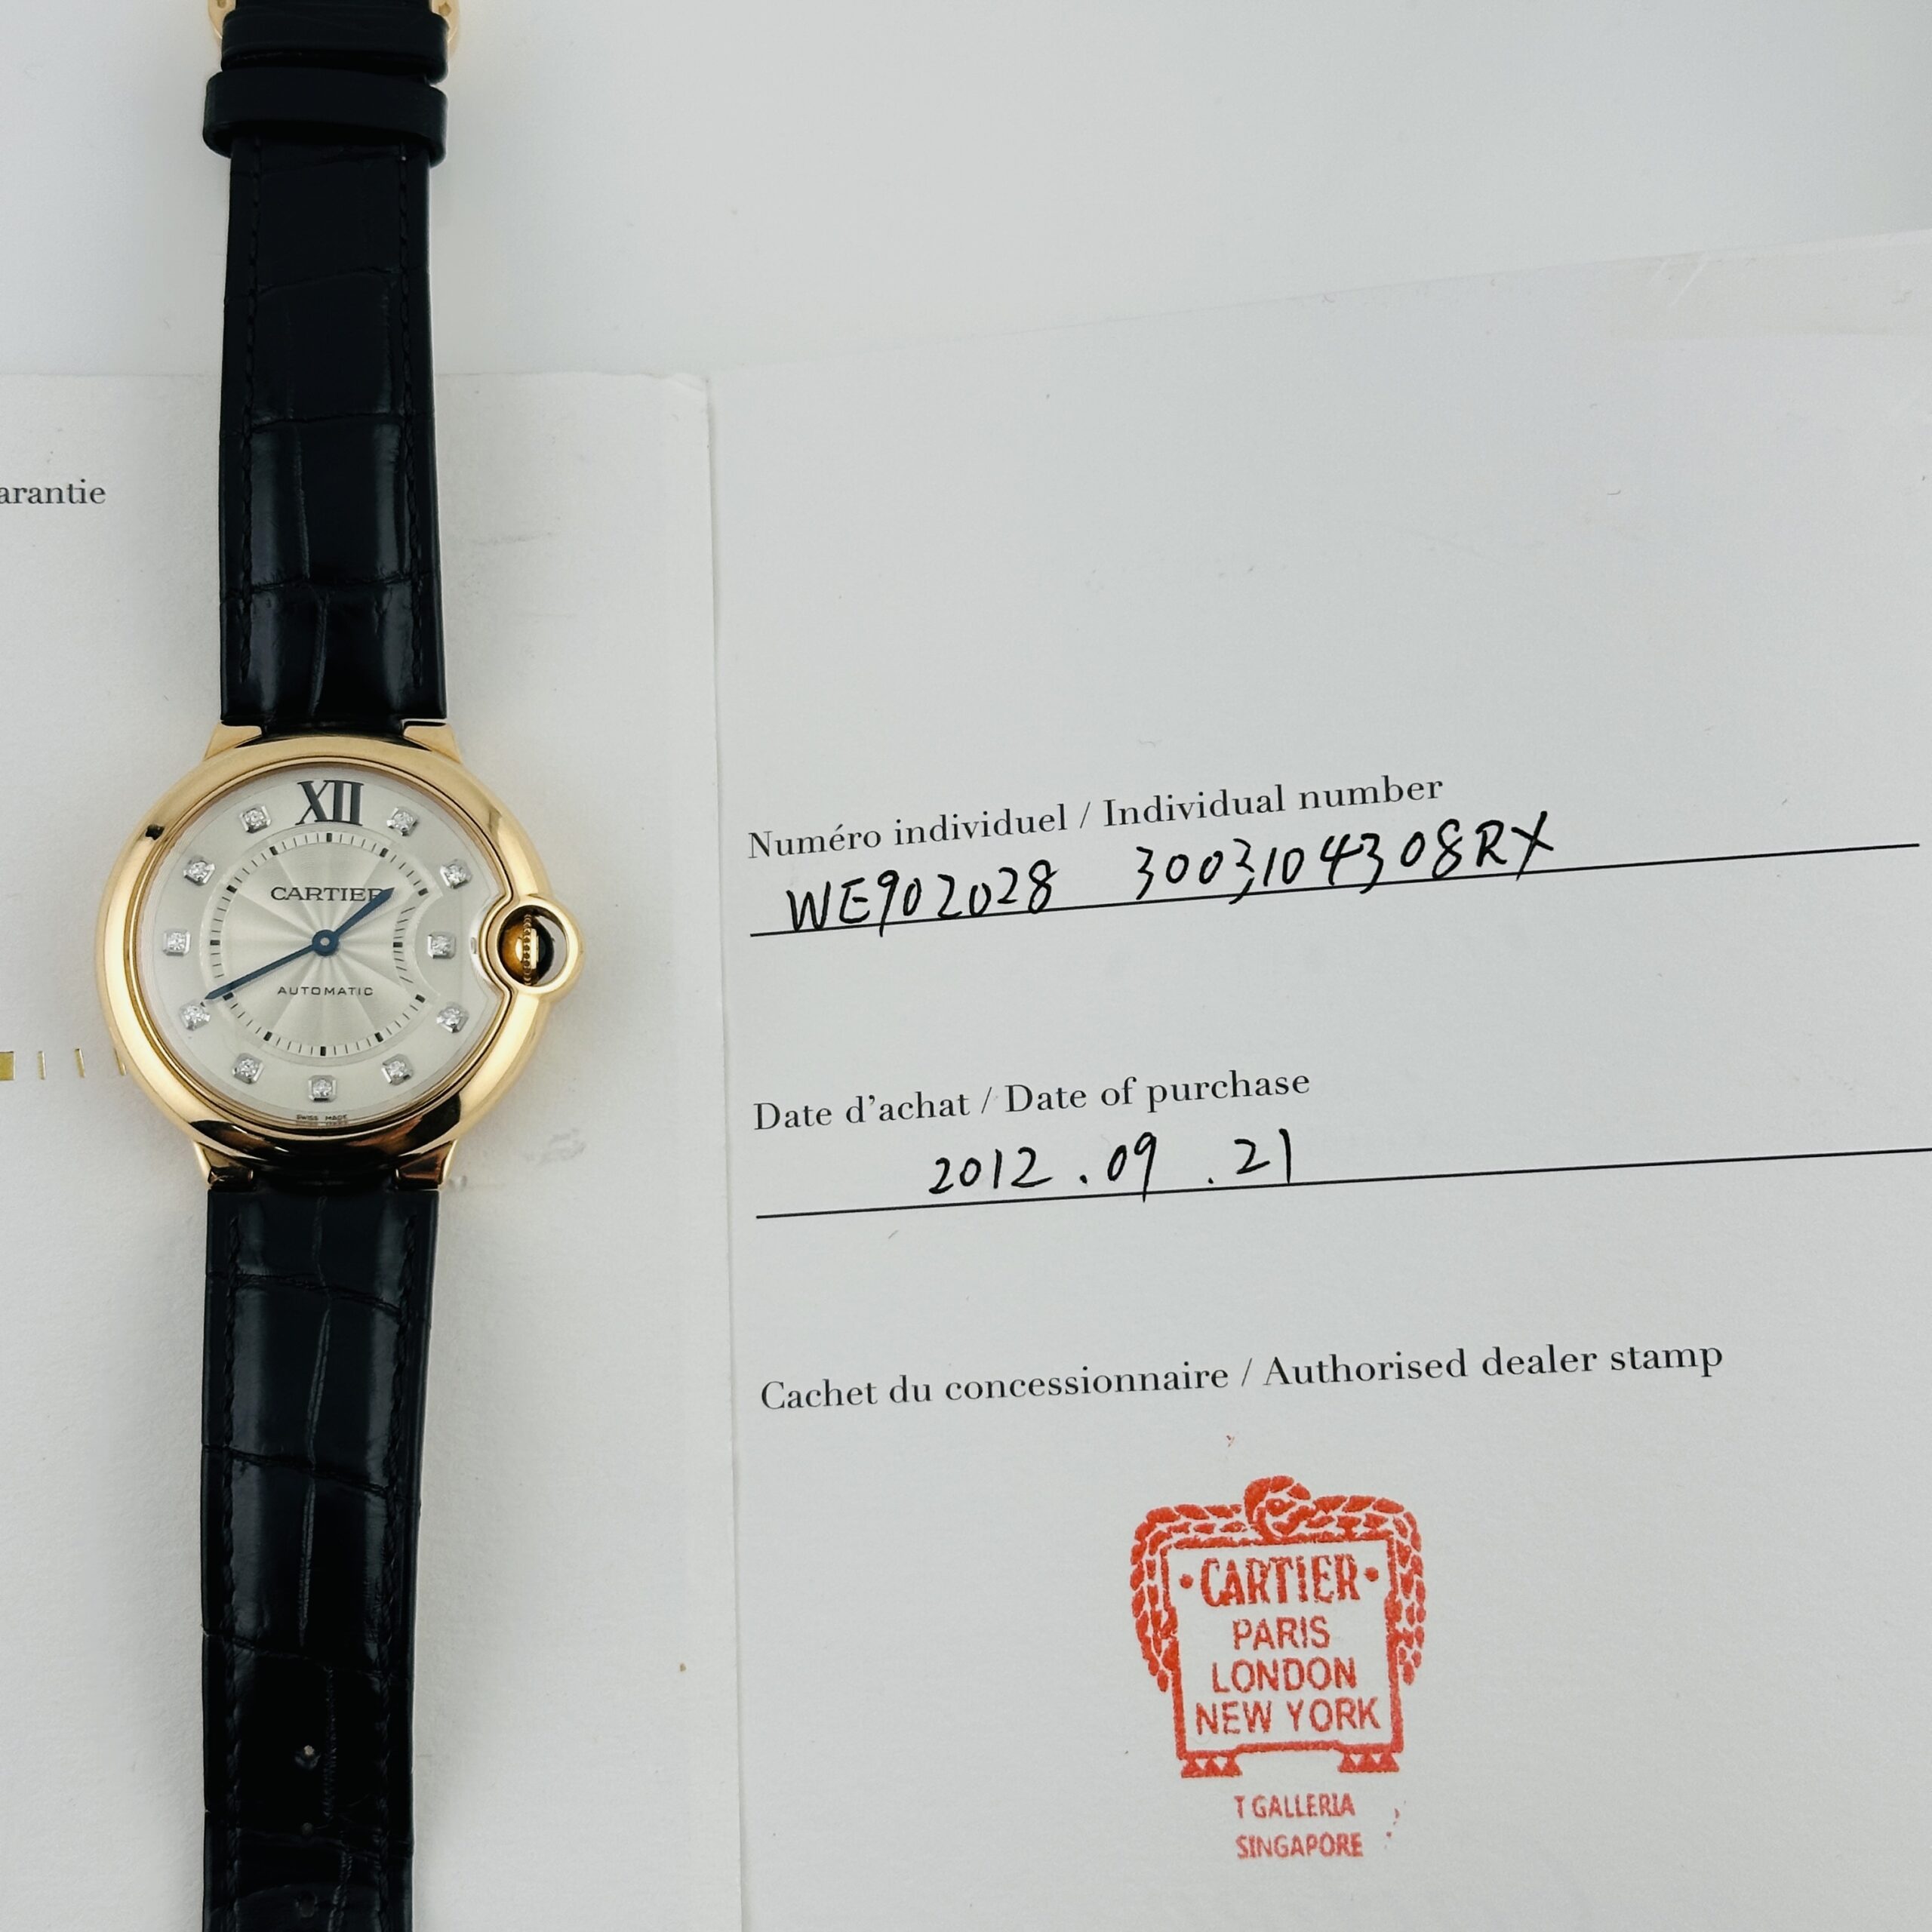 arantie
XII
CARTIER
AUTOMATIC
SWISS MADE
Numéro individuel / Individual number
WE902028 3003104308RX
Date d'achat / Date of purchase
2012.09.21
Cachet du concessionnaire / Authorised dealer stamp
CARTIER
PARIS
LONDON
NEW YORK
T GALLERIA
SINGAPORE